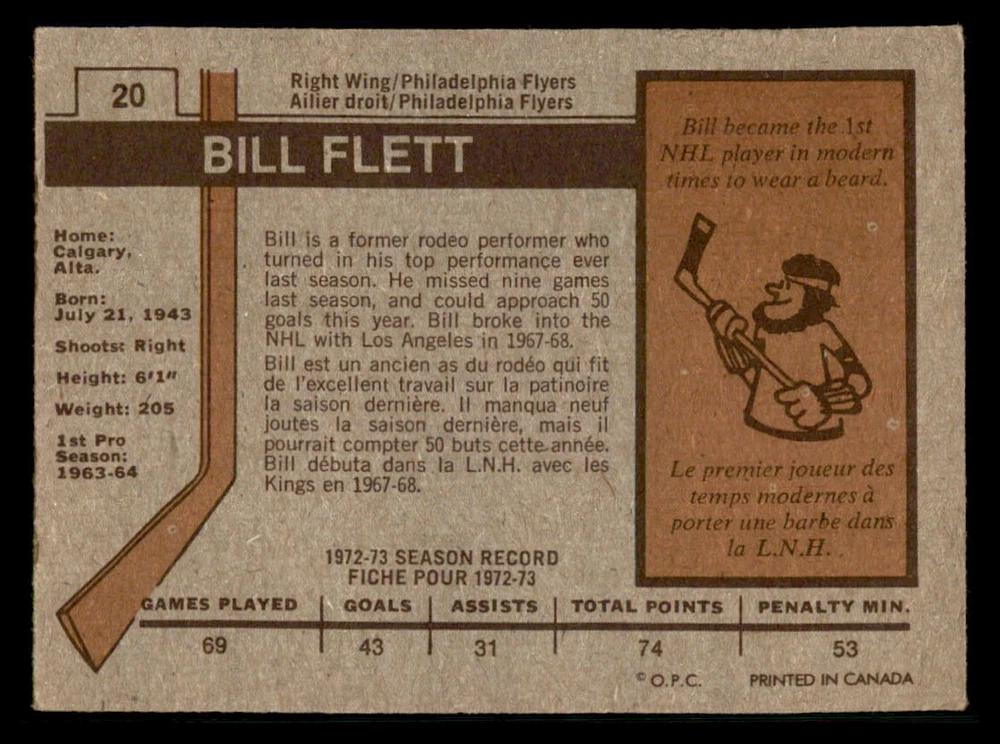 20
Right Wing/Philadelphia Flyers
Ailier droit/Philadelphia Flyers
BILL FLETT
Home:
Calgary,
Alta.
Born:
July 21, 1943
Shoots: Right
Height: 6'1"
Weight: 205
1st Pro
Season:
1963-64
Bill is a former rodeo performer who
turned in his top performance ever
last season. He missed nine games
last season, and could approach 50
goals this year. Bill broke into the
NHL with Los Angeles in 1967-68.
Bill est un ancien as du rodéo qui fit
de l'excellent travail sur la patinoire
la saison dernière. Il manqua neuf
joutes la saison dernière, mais il
pourrait compter 50 buts cette année.
Bill débuta dans la L.N.H. avec les
Kings en 1967-68.
Bill became the 1st
NHL player in modern
times to wear a beard.
Le premier joueur des
temps modernes à
porter une barbe dans
la L.N.H.
1972-73 SEASON RECORD
FICHE POUR 1972-73
GAMES PLAYED GOALS ASSISTS TOTAL POINTS PENALTY MIN.
69 43 31 74 53
© O.P.C. PRINTED IN CANADA